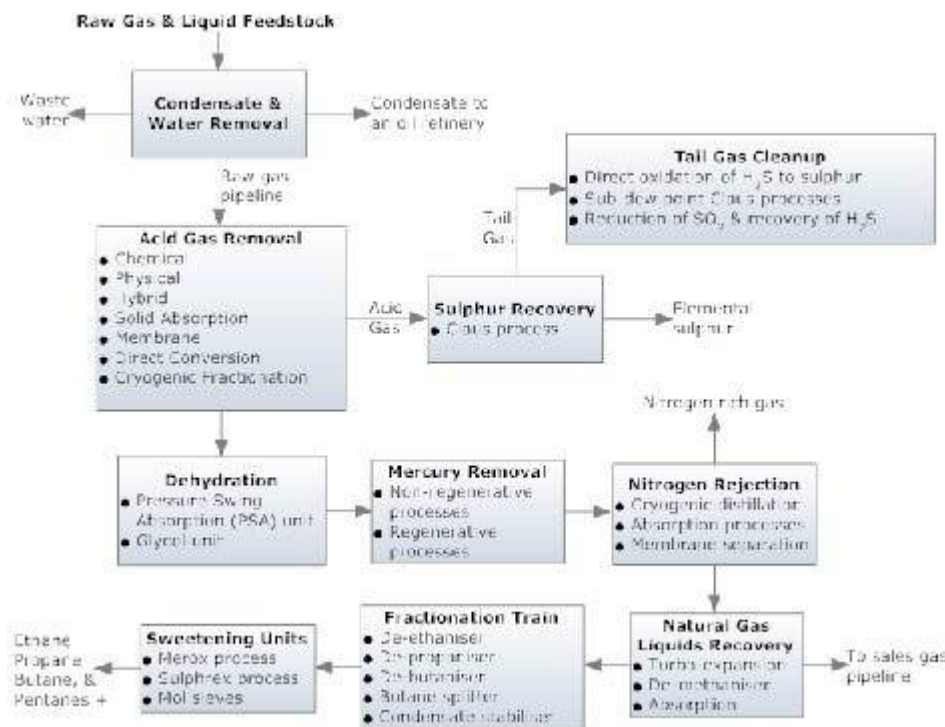 Raw Gas & Liquid Feedstock
Condensate &
Water Removal
Waste
water
Condensate to
an oil refinery
Raw gas
pipeline
Tail Gas Cleanup
Direct oxidation of H₂S to sulphur
Sub dew point Claus processes
Reduction of SO₂ & recovery of H₂S
Tail
Gas
Acid Gas Removal
Chemical
Physical
Hybrid
Solid Absorption
Membrane
Direct Conversion
Cryogenic Fractionation
Acid
Gas
Sulphur Recovery
Claus process
Elemental
sulphur
Nitrogen rich gas
Dehydration
Pressure Swing
Absorption (PSA) unit
Glycol unit
Mercury Removal
Non-regenerative
processes
Regenerative
processes
Nitrogen Rejection
Cryogenic distillation
Absorption processes
Membrane separation
Ethane
Propane
Butane, &
Pentanes +
Sweetening Units
Merox process
Sulphrex process
Mol sieves
Fractionation Train
De-ethaniser
De-propaniser
De-butaniser
Butane splitter
Condensate stabiliser
Natural Gas
Liquids Recovery
Turbo-expansion
De-methaniser
Absorption
To sales gas
pipeline